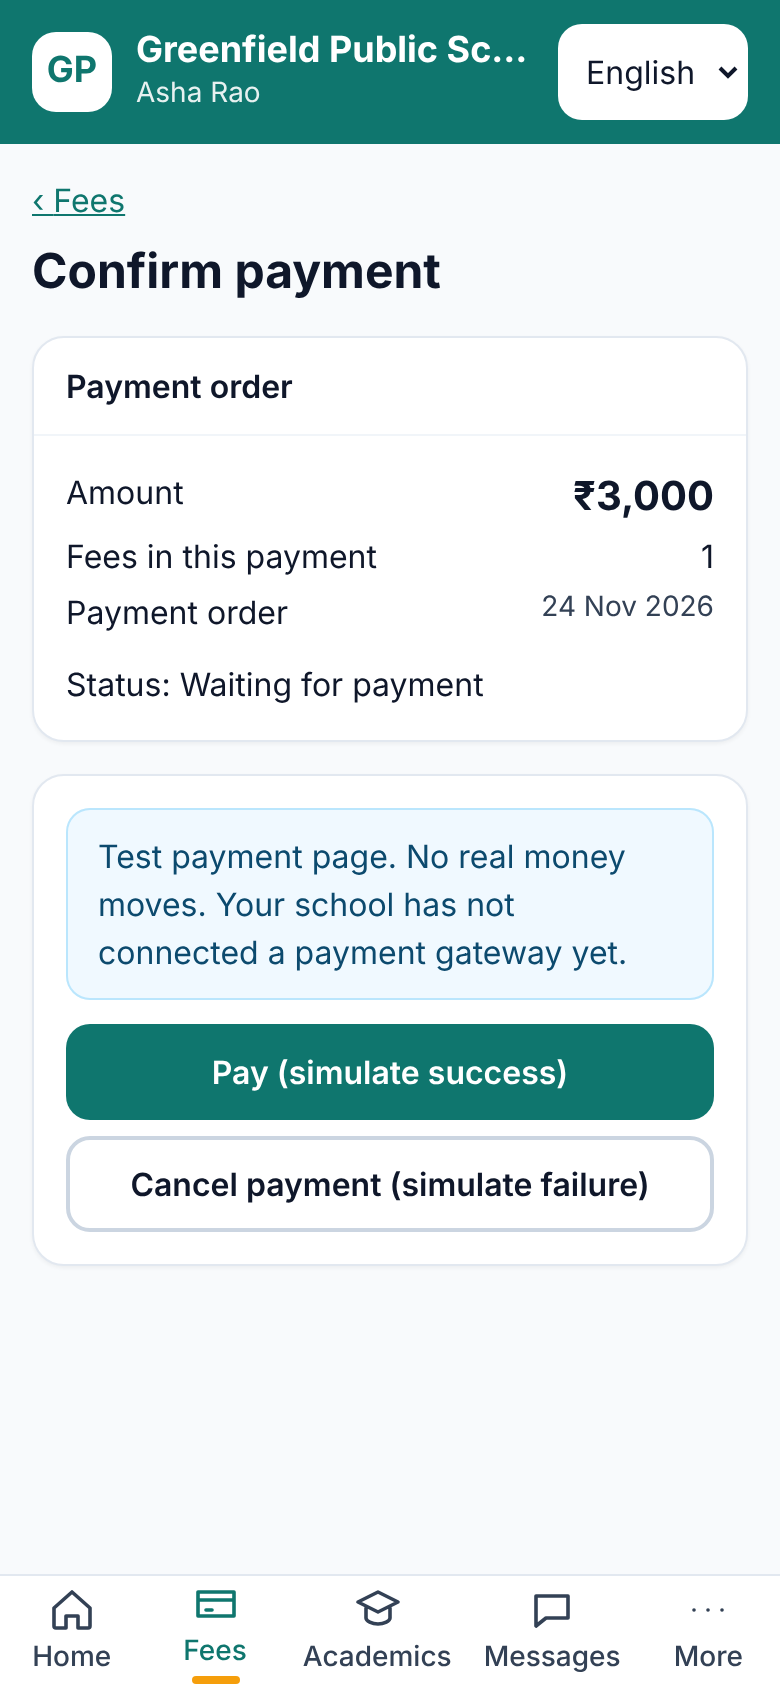 GP
Greenfield Public Sc...
Asha Rao
English
‹ Fees
Confirm payment
Payment order
Amount ₹3,000
Fees in this payment 1
Payment order 24 Nov 2026
Status: Waiting for payment
Test payment page. No real money
moves. Your school has not
connected a payment gateway yet.
Pay (simulate success)
Cancel payment (simulate failure)
Home Fees Academics Messages More